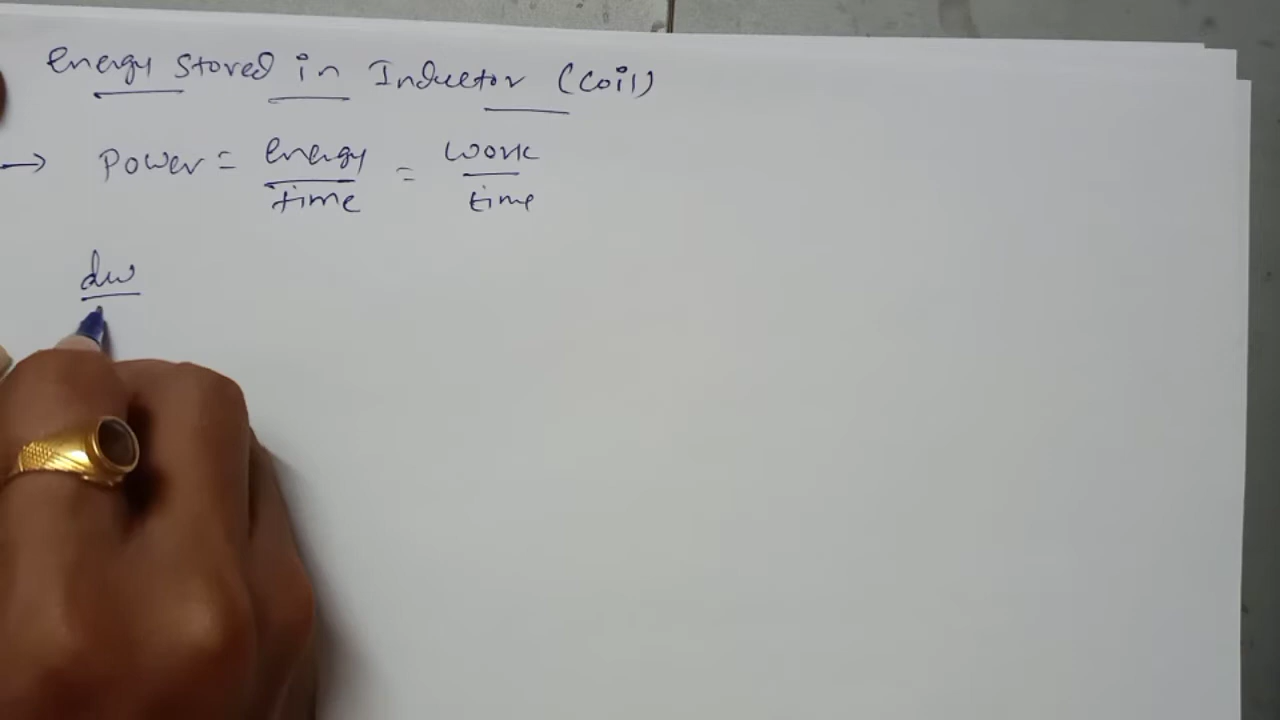 energy stored in Inductor (coil)
→ Power = energy/time = work/time
dw